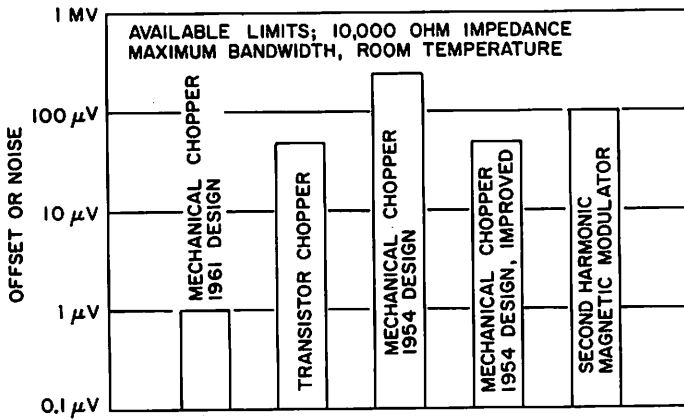 1 MV
AVAILABLE LIMITS; 10,000 OHM IMPEDANCE
MAXIMUM BANDWIDTH, ROOM TEMPERATURE
100 μV
10 μV
1 μV
0.1 μV
OFFSET OR NOISE
MECHANICAL CHOPPER
1961 DESIGN
TRANSISTOR CHOPPER
MECHANICAL CHOPPER
1954 DESIGN
MECHANICAL CHOPPER
1954 DESIGN, IMPROVED
SECOND HARMONIC
MAGNETIC MODULATOR